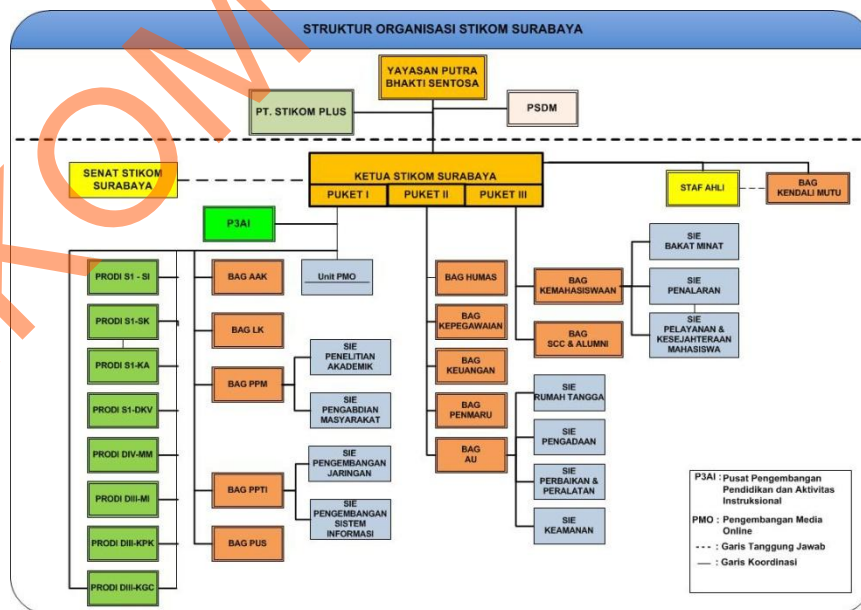 STRUKTUR ORGANISASI STIKOM SURABAYA
YAYASAN PUTRA
BHAKTI SENTOSA
PT. STIKOM PLUS
PSDM
SENAT STIKOM
SURABAYA
KETUA STIKOM SURABAYA
PUKET I
PUKET II
PUKET III
STAF AHLI
BAG
KENDALI MUTU
P3AI
PRODI S1 - SI
PRODI S1-SK
PRODI S1-KA
PRODI S1-DKV
PRODI DIV-MM
PRODI DIII-MI
PRODI DIII-KPK
PRODI DIII-KGC
BAG AAK
BAG LK
BAG PPM
BAG PPTI
BAG PUS
Unit PMO
SIE
PENELITIAN
AKADEMIK
SIE
PENGABDIAN
MASYARAKAT
SIE
PENGEMBANGAN
JARINGAN
SIE
PENGEMBANGAN
SISTEM
INFORMASI
BAG HUMAS
BAG
KEPEGAWAIAN
BAG
KEUANGAN
BAG
PENMARU
BAG
AU
BAG
KEMAHASISWAAN
BAG
SCC & ALUMNI
SIE
BAKAT MINAT
SIE
PENALARAN
SIE
PELAYANAN &
KESEJAHTERAAN
MAHASISWA
SIE
RUMAH TANGGA
SIE
PENGADAAN
SIE
PERBAIKAN &
PERALATAN
SIE
KEAMANAN
P3AI : Pusat Pengembangan
Pendidikan dan Aktivitas
Instruksional
PMO : Pengembangan Media
Online
---- : Garis Tanggung Jawab
— : Garis Koordinasi
KOM